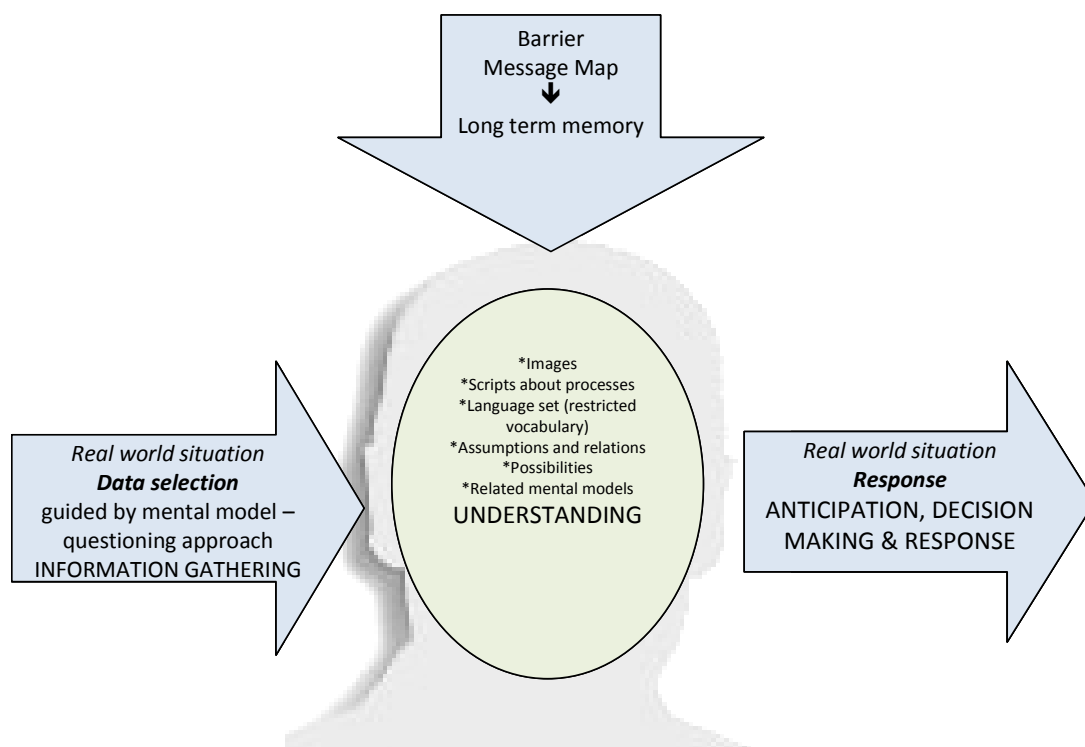 Barrier
Message Map
↓
Long term memory
*Images
*Scripts about processes
*Language set (restricted
vocabulary)
*Assumptions and relations
*Possibilities
*Related mental models
UNDERSTANDING
Real world situation
Data selection
guided by mental model –
questioning approach
INFORMATION GATHERING
Real world situation
Response
ANTICIPATION, DECISION
MAKING & RESPONSE